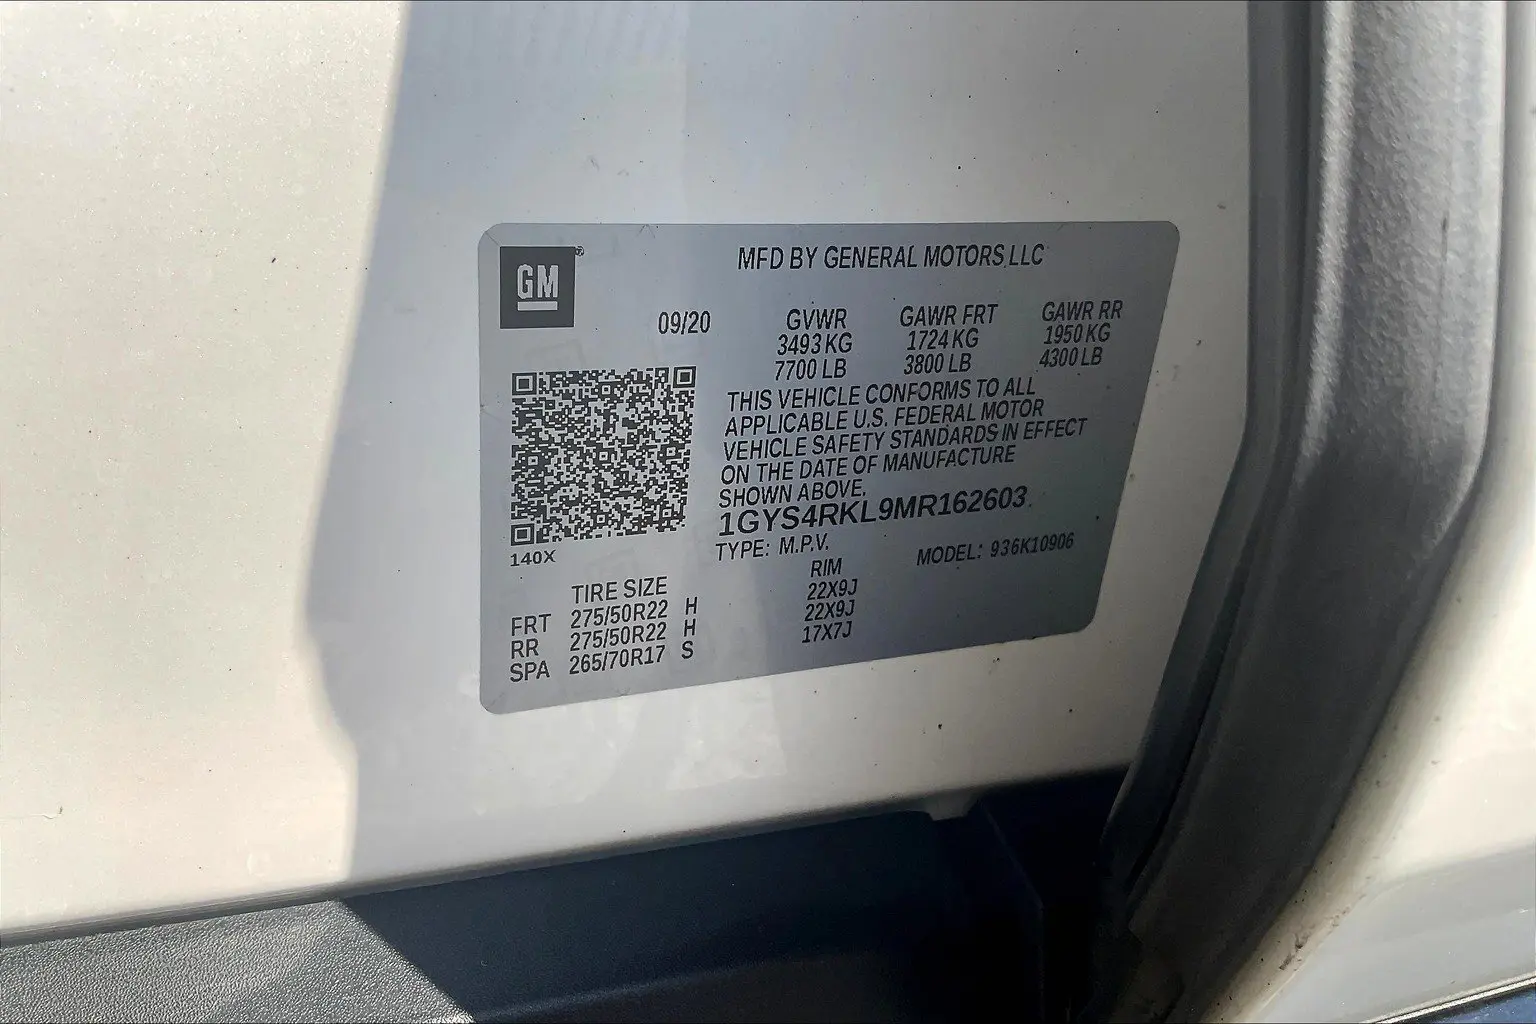 GM®
MFD BY GENERAL MOTORS LLC
09/20
GVWR GAWR FRT GAWR RR
3493 KG 1724 KG 1950 KG
7700 LB 3800 LB 4300 LB
THIS VEHICLE CONFORMS TO ALL
APPLICABLE U.S. FEDERAL MOTOR
VEHICLE SAFETY STANDARDS IN EFFECT
ON THE DATE OF MANUFACTURE
SHOWN ABOVE.
1GYS4RKL9MR162603
TYPE: M.P.V. MODEL: 936K10906
140X
TIRE SIZE RIM
FRT 275/50R22 H 22X9J
RR 275/50R22 H 22X9J
SPA 265/70R17 S 17X7J